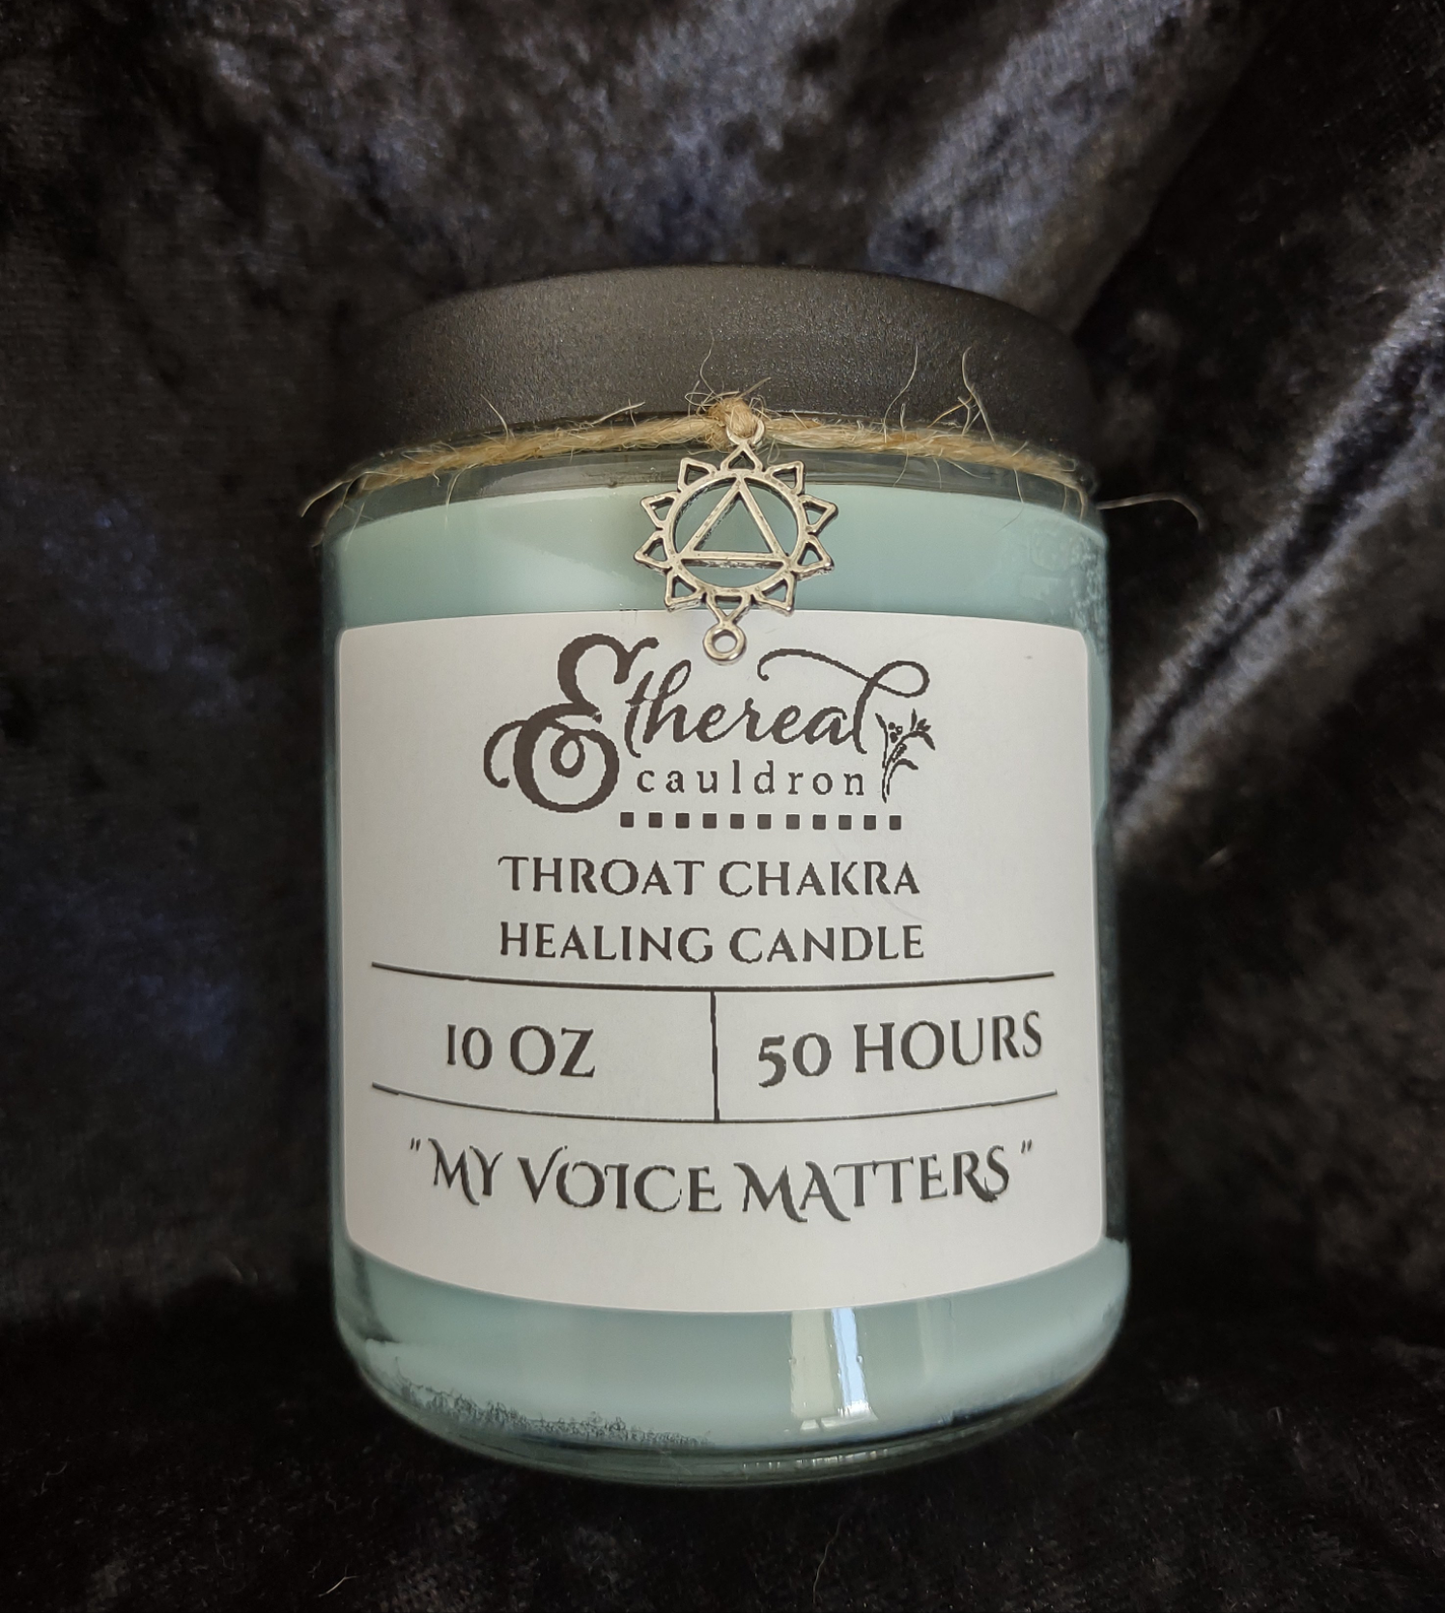 Ethereal
cauldron
THROAT CHAKRA
HEALING CANDLE
10 OZ
50 HOURS
"MY VOICE MATTERS"